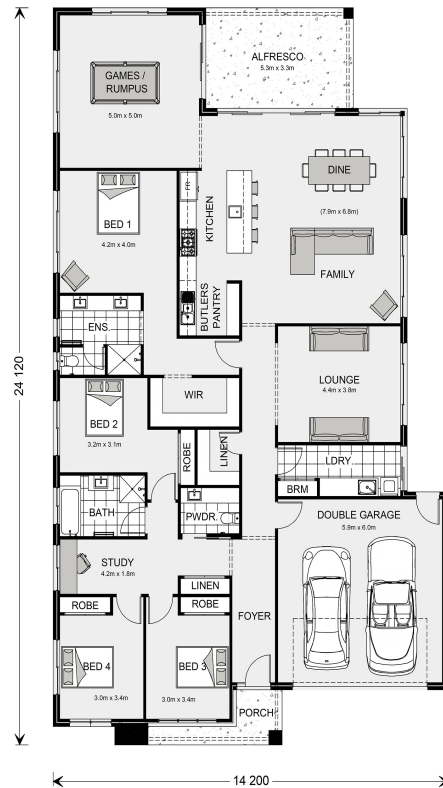 GAMES /
RUMPUS
5.0m x 5.0m
ALFRESCO
5.3m x 3.3m
DINE
(7.9m x 6.8m)
FAMILY
FR
KITCHEN
BUTLERS
PANTRY
BED 1
4.2m x 4.0m
ENS.
WIR
LOUNGE
4.4m x 3.8m
BED 2
3.2m x 3.1m
ROBE
LINEN
LDRY
BRM
BATH
PWDR.
DOUBLE GARAGE
5.9m x 6.0m
STUDY
4.2m x 1.8m
LINEN
ROBE
ROBE
FOYER
BED 4
3.0m x 3.4m
BED 3
3.0m x 3.4m
PORCH
24 120
14 200